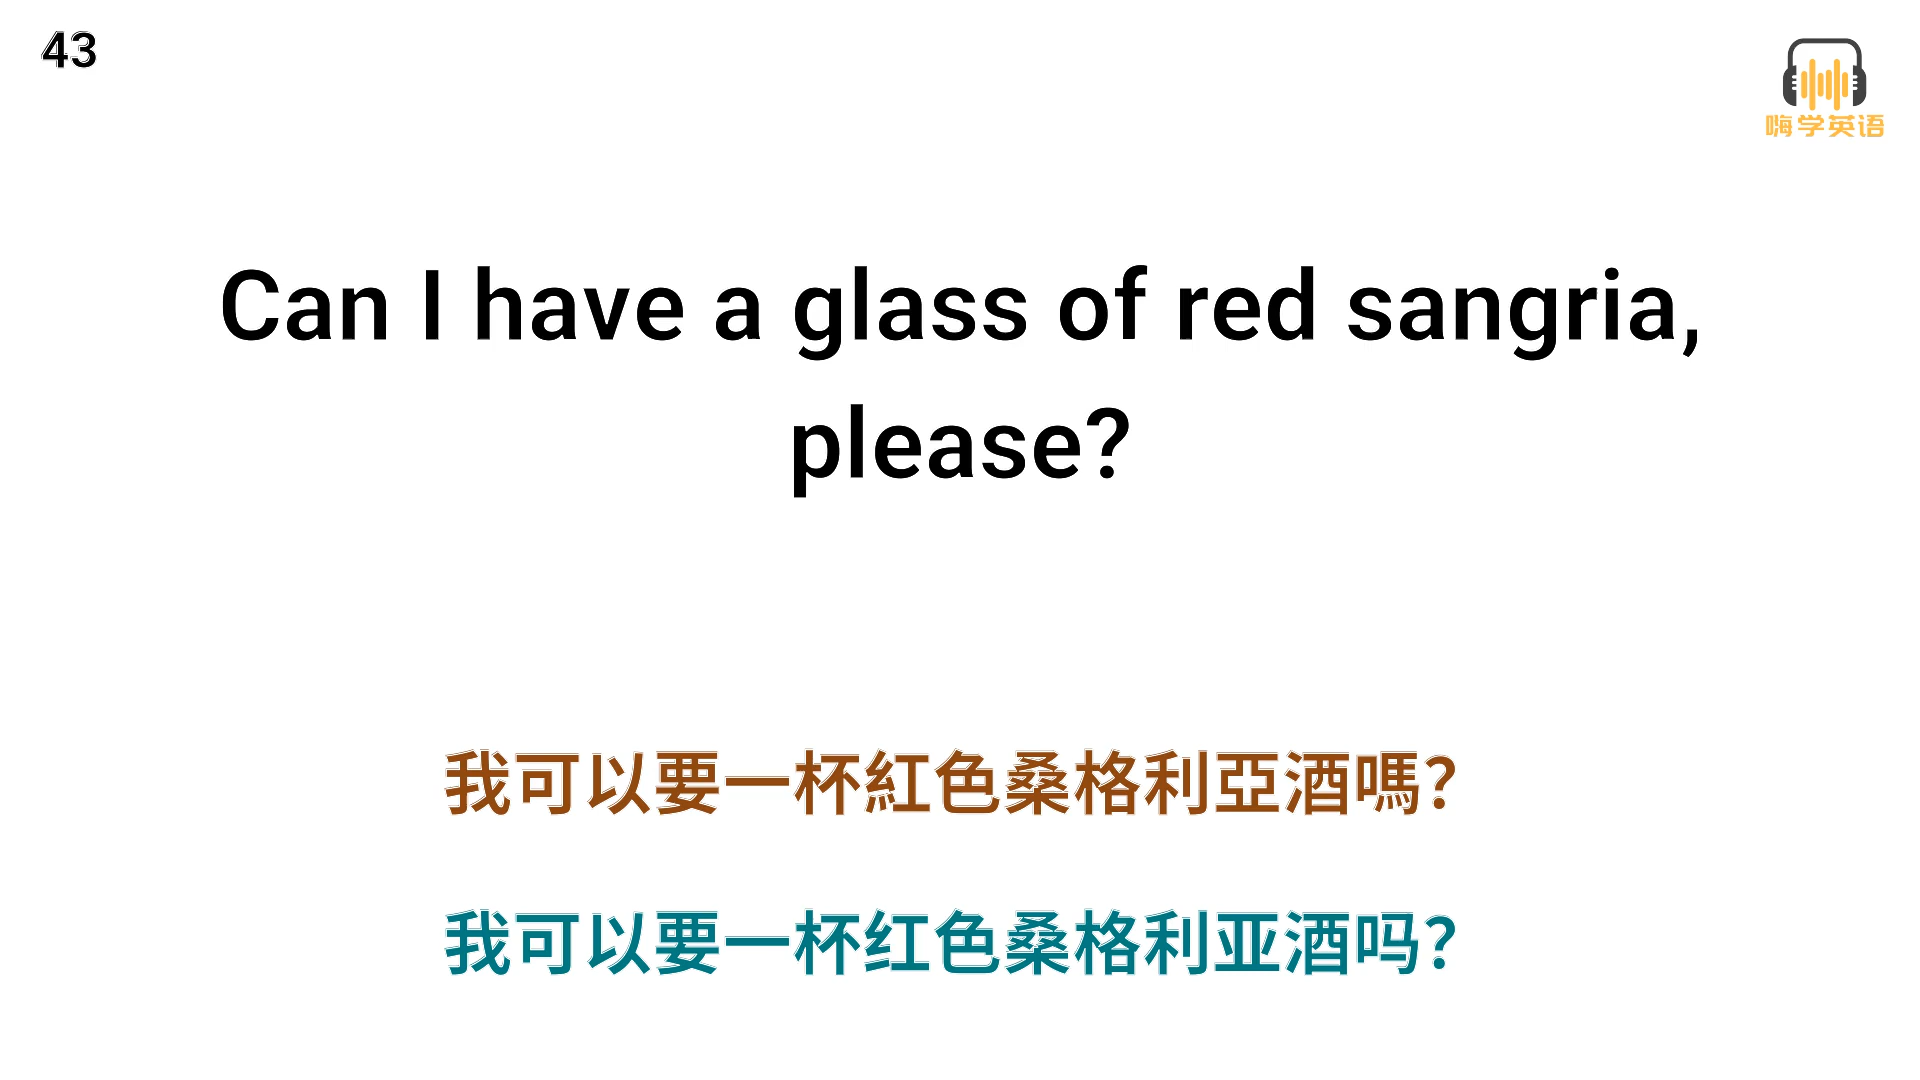 43
嗨学英语
Can I have a glass of red sangria,
please?
我可以要一杯紅色桑格利亞酒嗎？
我可以要一杯红色桑格利亚酒吗？